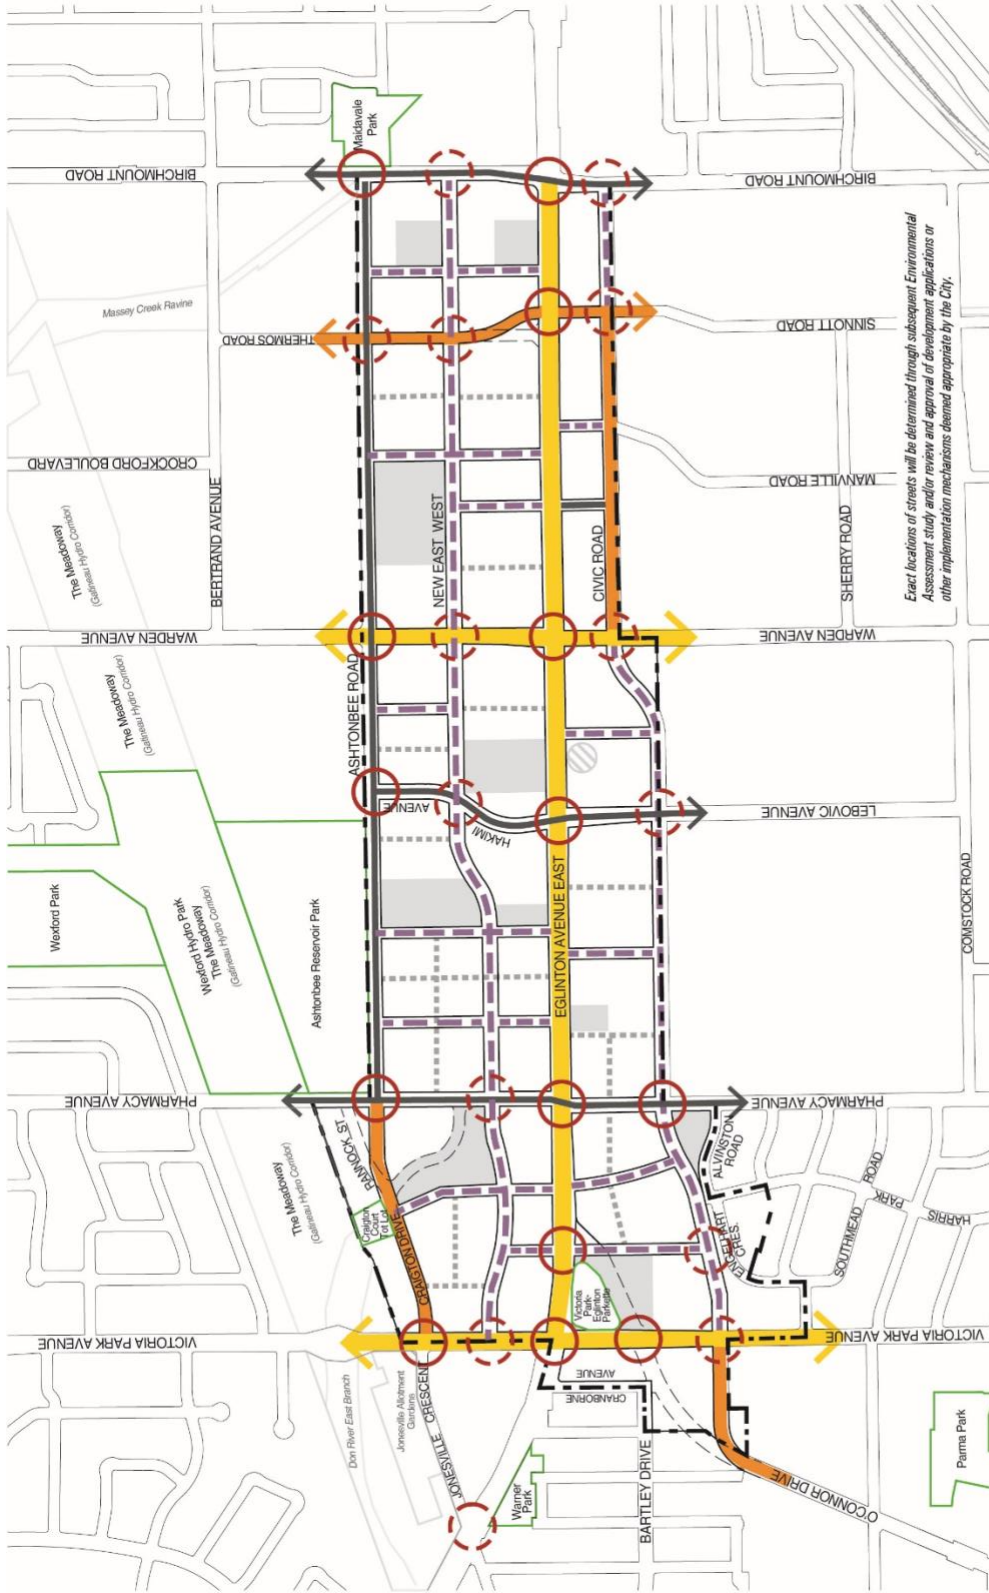 Maidavale
Park
BIRCHMOUNT ROAD
BIRCHMOUNT ROAD
Massey Creek Ravine
THERMOS ROAD
SINNOTT ROAD
CROCKFORD BOULEVARD
MANVILLE ROAD
The Meadoway
(Gatineau Hydro Corridor)
BERTRAND AVENUE
NEW EAST WEST
CIVIC ROAD
SHERRY ROAD
Exact locations of streets will be determined through subsequent Environmental
Assessment study and/or review and approval of development applications or
other implementation mechanisms deemed appropriate by the City.
WARDEN AVENUE
WARDEN AVENUE
The Meadoway
(Gatineau Hydro Corridor)
ASHTONBEE ROAD
HAKIMI
AVENUE
LEBOVIC AVENUE
Wexford Park
Wexford Hydro Park
The Meadoway
(Gatineau Hydro Corridor)
Ashtonbee Reservoir Park
EGLINTON AVENUE EAST
COMSTOCK ROAD
PHARMACY AVENUE
PHARMACY AVENUE
The Meadoway
(Gatineau Hydro Corridor)
RANNOCK ST
Craigton
Court
Tot Lot
CRAIGTON DRIVE
ALVINSTON
ROAD
ENGELHART
CRES.
SOUTHMEAD
ROAD
PARK
HARRIS
Victoria
Park-
Eglinton
Parkette
VICTORIA PARK AVENUE
VICTORIA PARK AVENUE
Don River East Branch
Jonesville Allotment
Gardens
JONESVILLE CRESCENT
CRANBORNE
AVENUE
Warner
Park
BARTLEY DRIVE
O'CONNOR DRIVE
Parma Park